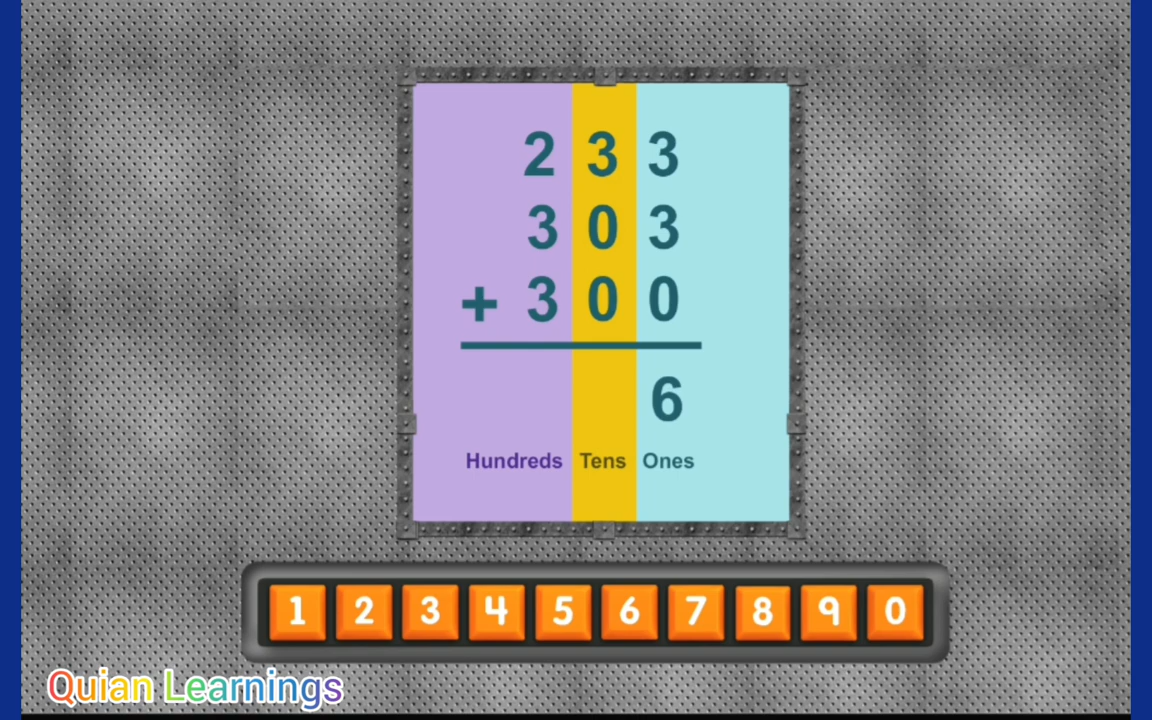 2 3 3
3 0 3
+ 3 0 0
6
Hundreds Tens Ones
1 2 3 4 5 6 7 8 9 0
Quian Learnings